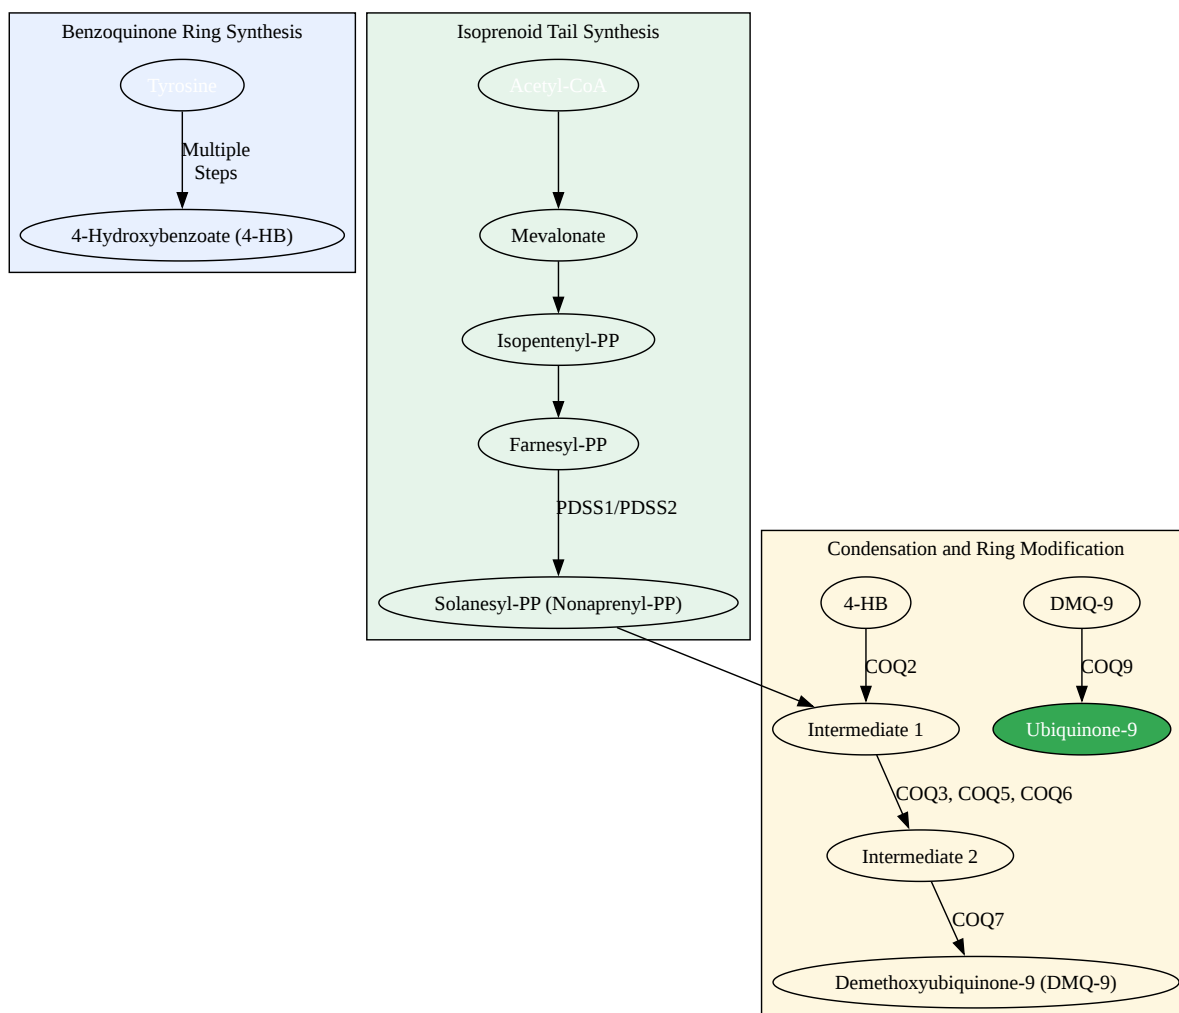 Benzoquinone Ring Synthesis
Tyrosine
Multiple
Steps
4-Hydroxybenzoate (4-HB)
Isoprenoid Tail Synthesis
Acetyl-CoA
Mevalonate
Isopentenyl-PP
Farnesyl-PP
PDSS1/PDSS2
Solanesyl-PP (Nonaprenyl-PP)
Condensation and Ring Modification
4-HB
DMQ-9
COQ2
COQ9
Intermediate 1
Ubiquinone-9
COQ3, COQ5, COQ6
Intermediate 2
COQ7
Demethoxyubiquinone-9 (DMQ-9)